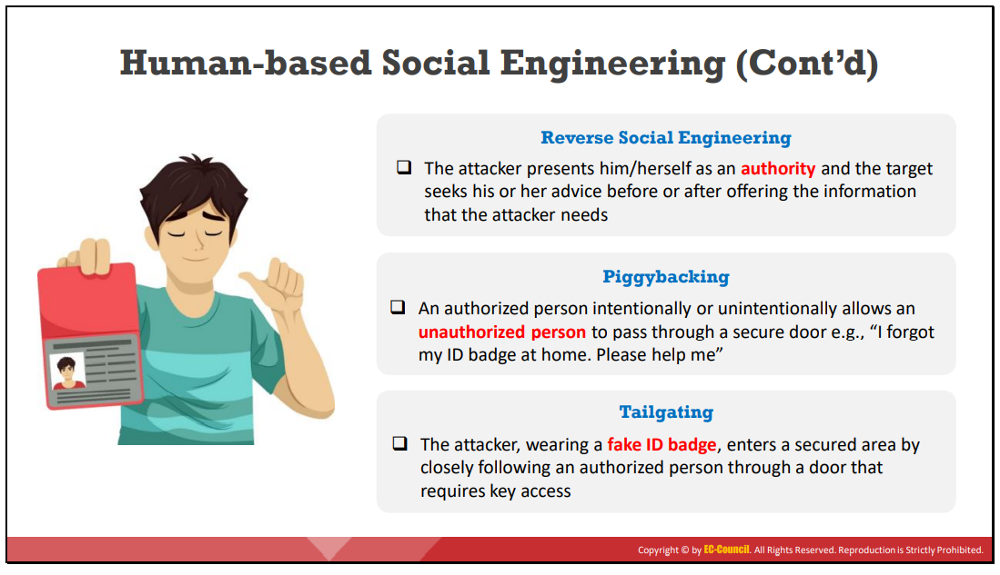 Human-based Social Engineering (Cont’d)
Reverse Social Engineering
❑ The attacker presents him/herself as an authority and the target
seeks his or her advice before or after offering the information
that the attacker needs
Piggybacking
❑ An authorized person intentionally or unintentionally allows an
unauthorized person to pass through a secure door e.g., “I forgot
my ID badge at home. Please help me”
Tailgating
❑ The attacker, wearing a fake ID badge, enters a secured area by
closely following an authorized person through a door that
requires key access
Copyright © by EC-Council. All Rights Reserved. Reproduction is Strictly Prohibited.